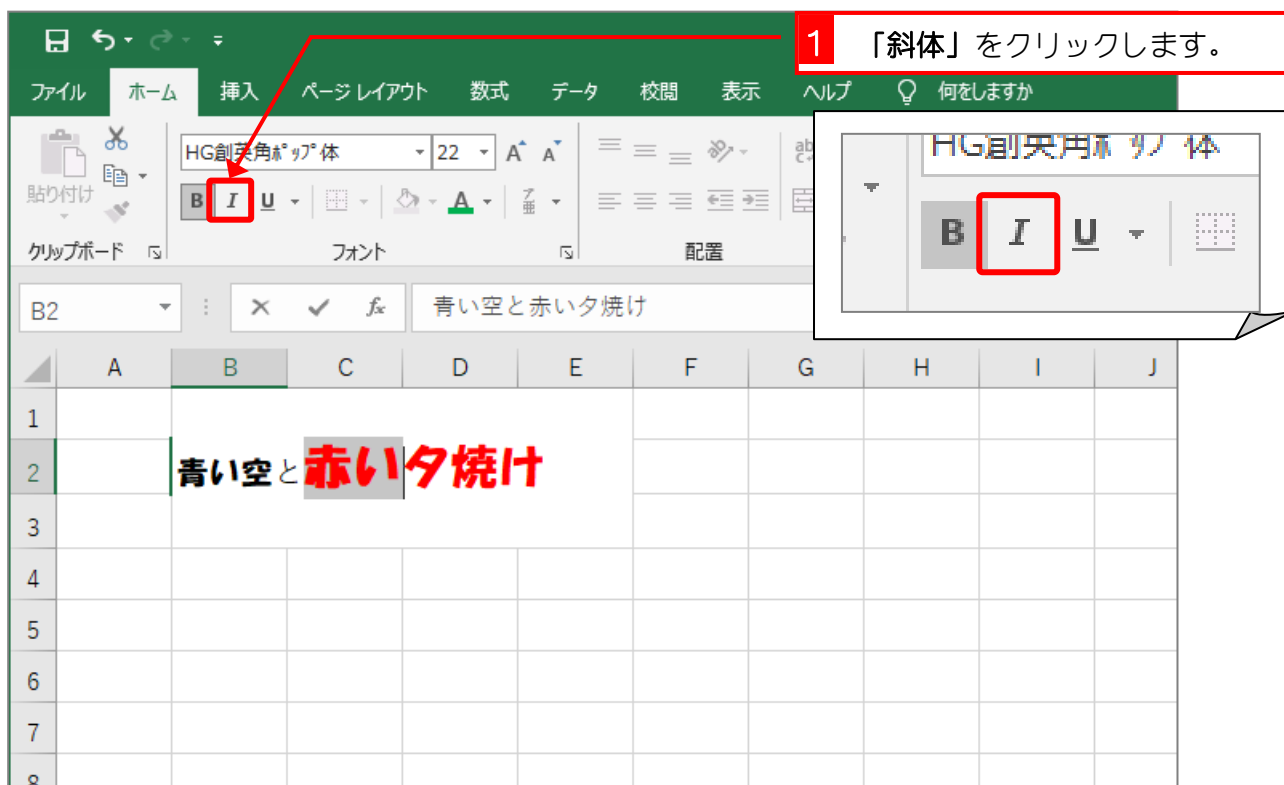 1 「斜体」をクリックします。
ファイル ホーム 挿入 ページ レイアウト 数式 データ 校閲 表示 ヘルプ 何をしますか
HG創英角ﾎﾟｯﾌﾟ体 22 A A
貼り付け
B I U A
クリップボード フォント 配置
B I U
B2 fx 青い空と赤い夕焼け
A B C D E F G H I J
1
2 青い空と赤い夕焼け
3
4
5
6
7